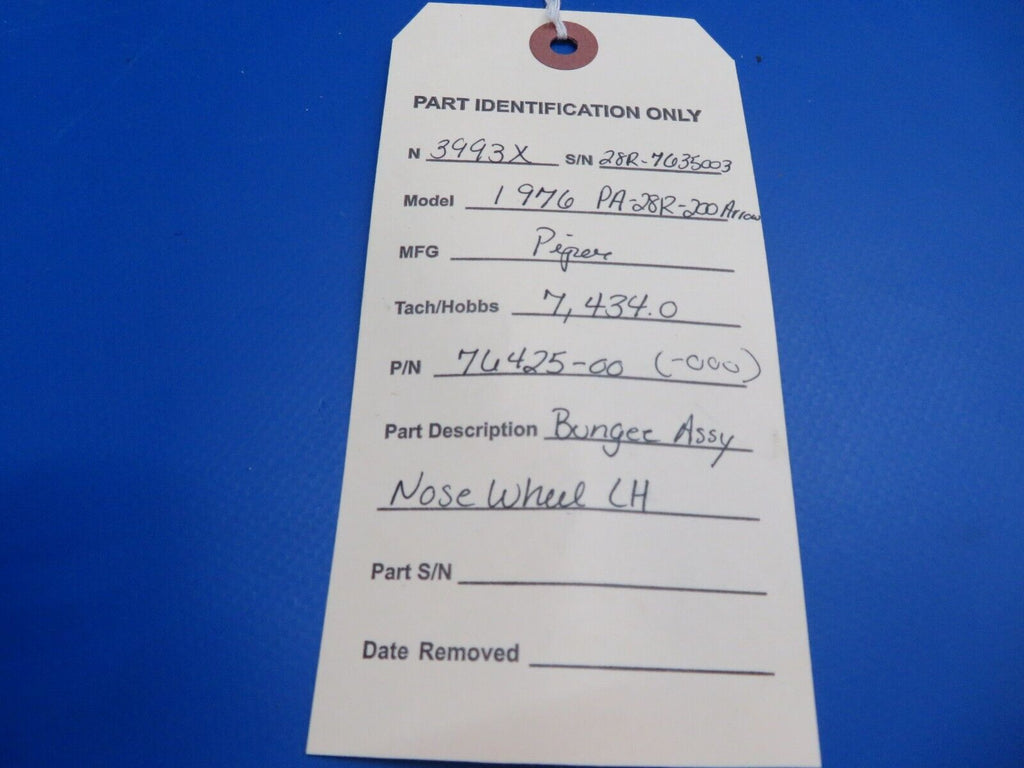 PART IDENTIFICATION ONLY
N 3993X S/N 28R-7635003
Model 1976 PA-28R-200 Arrow
MFG Piper
Tach/Hobbs 7,434.0
P/N 76425-00 (-000)
Part Description Bungee Assy
Nose Wheel LH
Part S/N
Date Removed